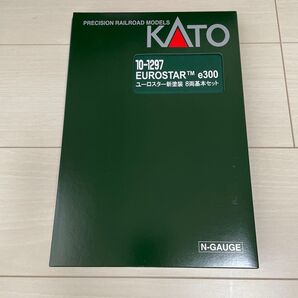 PRECISION RAILROAD MODELS
KATO
10-1297
EUROSTAR™ e300
ユーロスター新塗装 8両基本セット
N-GAUGE